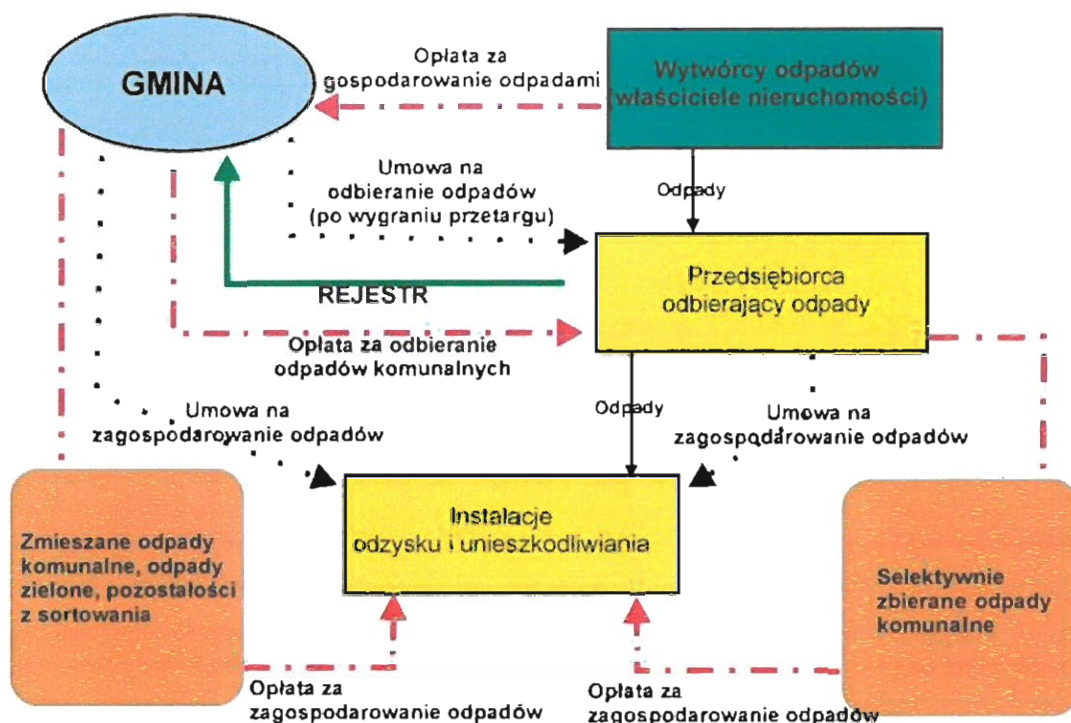 GMINA
Opłata za
gospodarowanie odpadami
Wytwórcy odpadów
(właściciele nieruchomości)
Umowa na
odbieranie odpadów
(po wygraniu przetargu)
Odpady
Przedsiębiorca
odbierający odpady
REJESTR
Opłata za odbieranie
odpadów komunalnych
Odpady
Umowa na
zagospodarowanie odpadów
Umowa na
zagospodarowanie odpadów
Instalacje
odzysku i unieszkodliwiania
Zmieszane odpady
komunalne, odpady
zielone, pozostałości
z sortowania
Selektywnie
zbierane odpady
komunalne
Opłata za
zagospodarowanie odpadów
Opłata za
zagospodarowanie odpadów